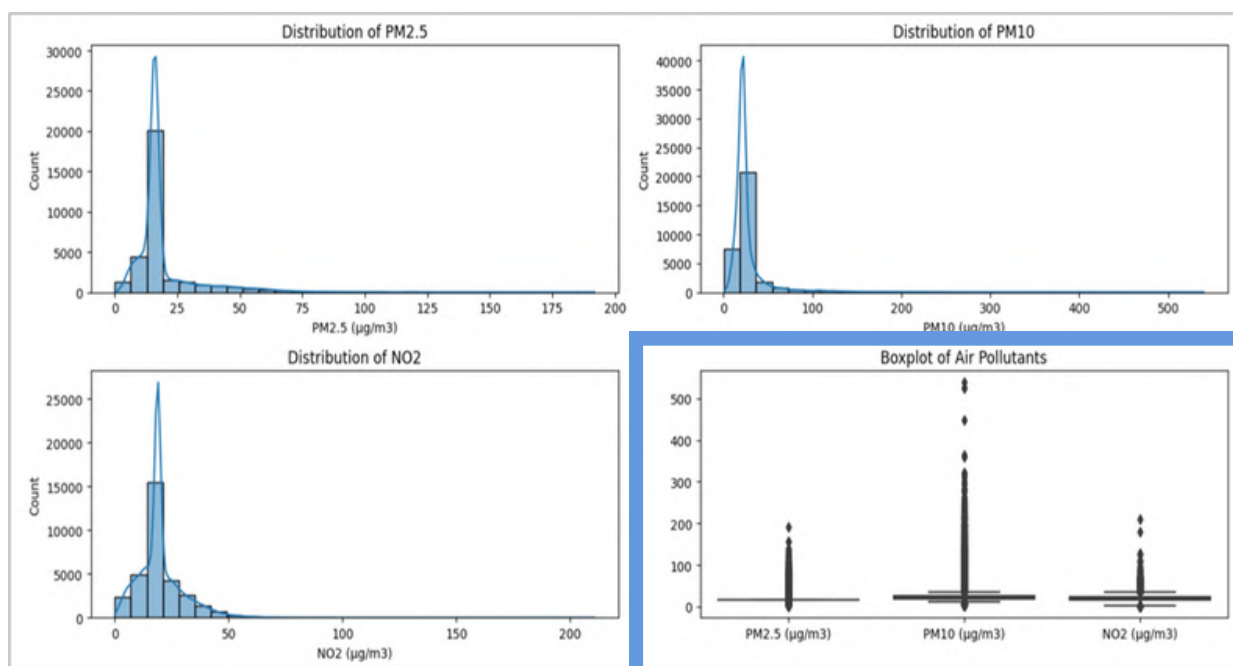 Distribution of PM2.5
30000
25000
20000
15000
10000
5000
0
Count
0 25 50 75 100 125 150 175 200
PM2.5 (µg/m3)
Distribution of PM10
40000
35000
30000
25000
20000
15000
10000
5000
0
Count
0 100 200 300 400 500
PM10 (µg/m3)
Distribution of NO2
25000
20000
15000
10000
5000
0
Count
0 50 100 150 200
NO2 (µg/m3)
Boxplot of Air Pollutants
500
400
300
200
100
0
PM2.5 (µg/m3) PM10 (µg/m3) NO2 (µg/m3)